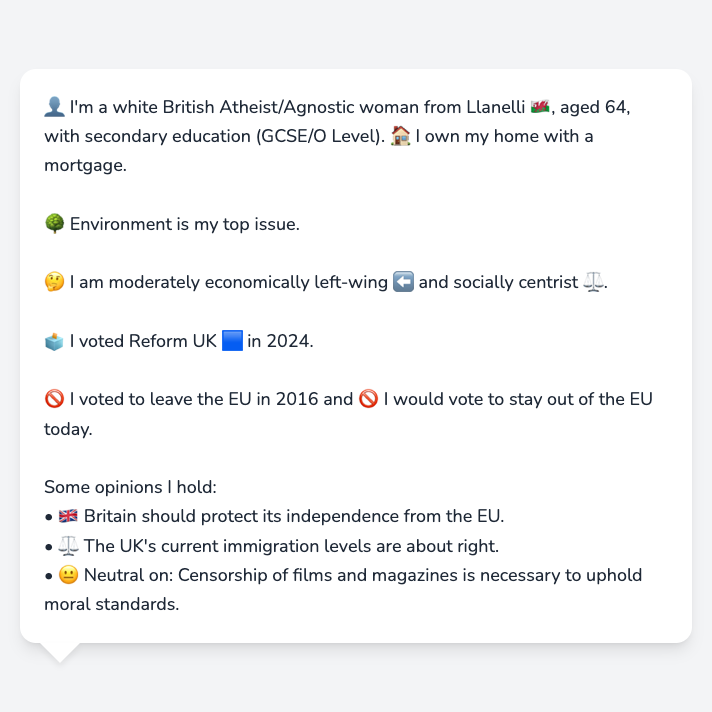 👤 I'm a white British Atheist/Agnostic woman from Llanelli 🏴󠁧󠁢󠁷󠁬󠁳󠁿, aged 64,
with secondary education (GCSE/O Level). 🏠 I own my home with a
mortgage.
🌳 Environment is my top issue.
🤔 I am moderately economically left-wing ⬅️ and socially centrist ⚖️.
🗳️ I voted Reform UK 🟦 in 2024.
🚫 I voted to leave the EU in 2016 and 🚫 I would vote to stay out of the EU
today.
Some opinions I hold:
• 🇬🇧 Britain should protect its independence from the EU.
• ⚖️ The UK's current immigration levels are about right.
• 😐 Neutral on: Censorship of films and magazines is necessary to uphold
moral standards.